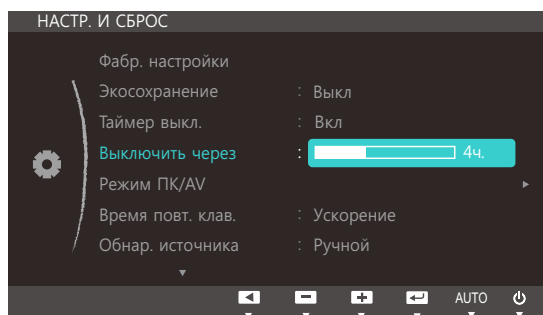 НАСТР. И СБРОС
Фабр. настройки
Экосохранение : Выкл
Таймер выкл. : Вкл
Выключить через : 4ч.
Режим ПК/AV
Время повт. клав. : Ускорение
Обнар. источника : Ручной
AUTO